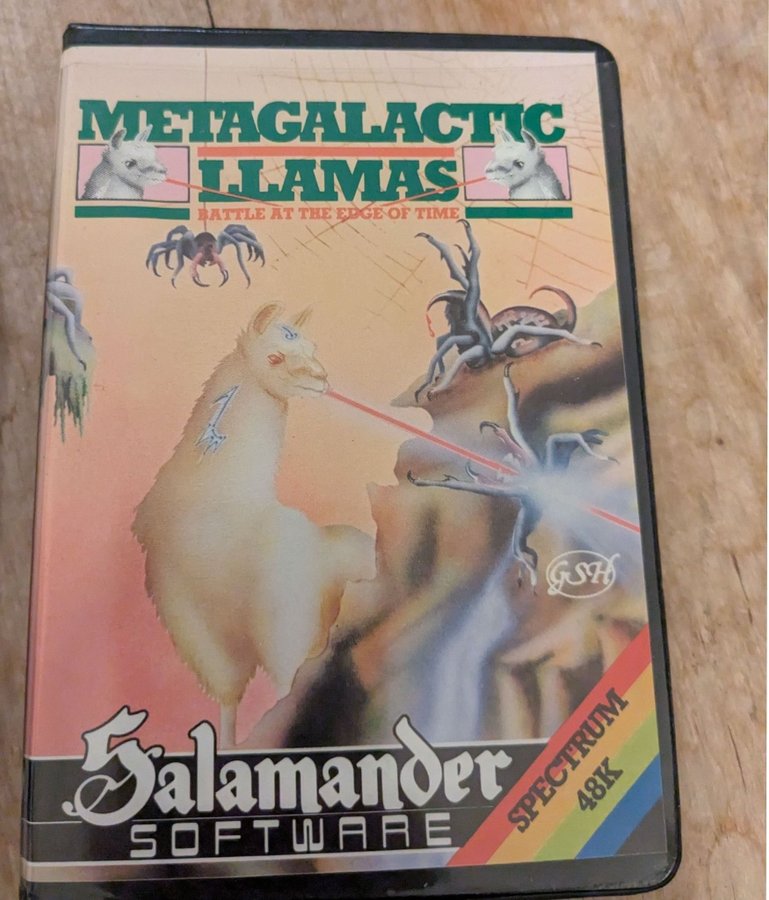 METAGALACTIC
LLAMAS
BATTLE AT THE EDGE OF TIME
GSH
Salamander
SOFTWARE
SPECTRUM
48K